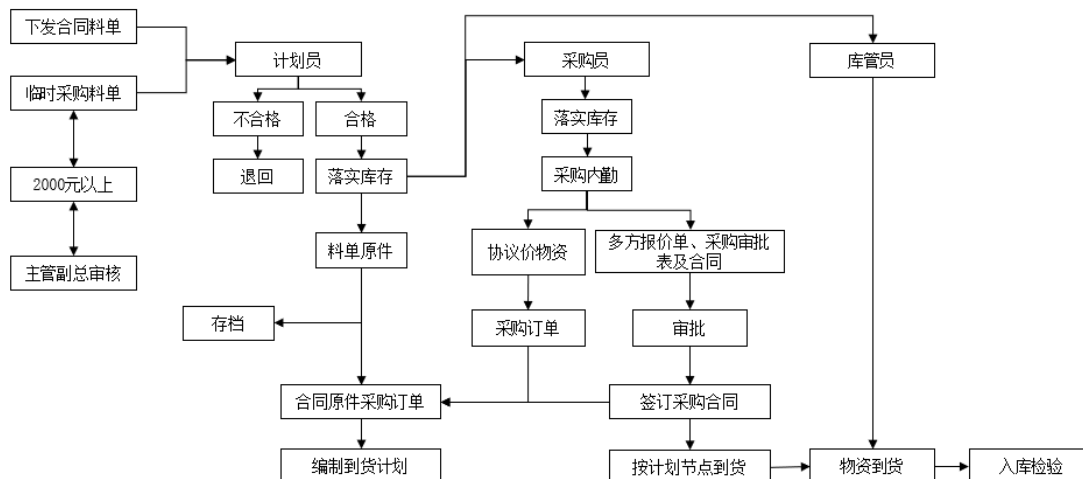 下发合同料单
计划员
采购员
库管员
临时采购料单
不合格
合格
落实库存
退回
落实库存
采购内勤
2000元以上
料单原件
协议价物资
多方报价单、采购审批
表及合同
主管副总审核
存档
采购订单
审批
合同原件采购订单
签订采购合同
编制到货计划
按计划节点到货
物资到货
入库检验